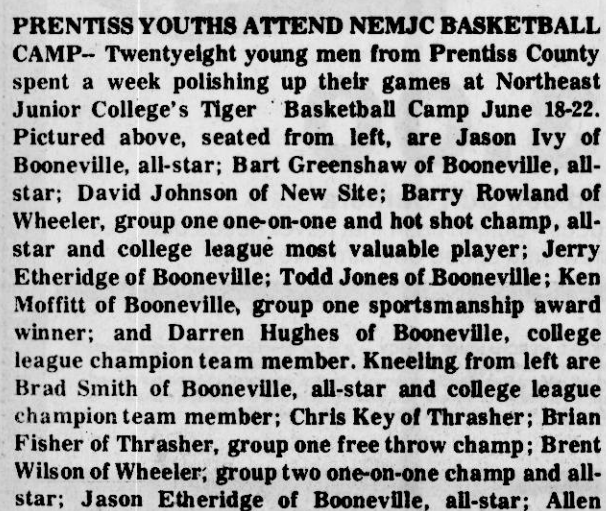 PRENTISS YOUTHS ATTEND NEMJC BASKETBALL
CAMP-- Twentyeight young men from Prentiss County
spent a week polishing up their games at Northeast
Junior College's Tiger Basketball Camp June 18-22.
Pictured above, seated from left, are Jason Ivy of
Booneville, all-star; Bart Greenshaw of Booneville, all-
star; David Johnson of New Site; Barry Rowland of
Wheeler, group one one-on-one and hot shot champ, all-
star and college league most valuable player; Jerry
Etheridge of Booneville; Todd Jones of Booneville; Ken
Moffitt of Booneville, group one sportsmanship award
winner; and Darren Hughes of Booneville, college
league champion team member. Kneeling from left are
Brad Smith of Booneville, all-star and college league
champion team member; Chris Key of Thrasher; Brian
Fisher of Thrasher, group one free throw champ; Brent
Wilson of Wheeler, group two one-on-one champ and all-
star; Jason Etheridge of Booneville, all-star; Allen